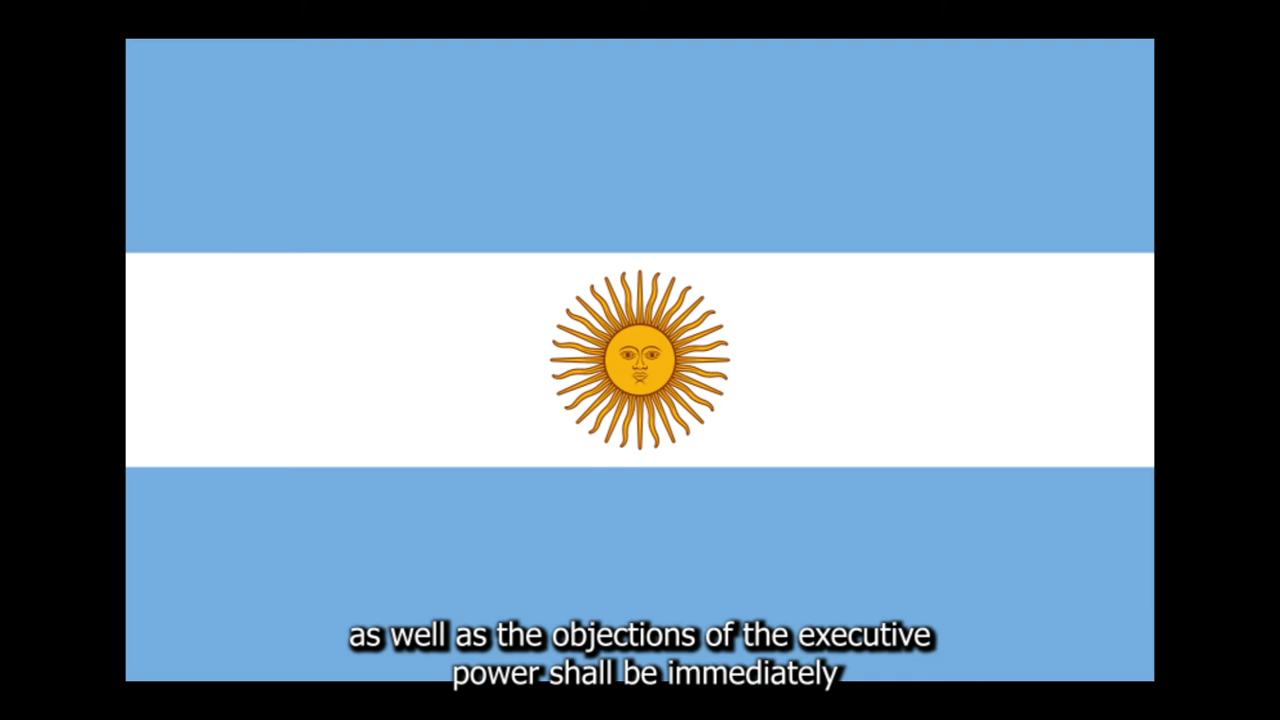 as well as the objections of the executive
power shall be immediately